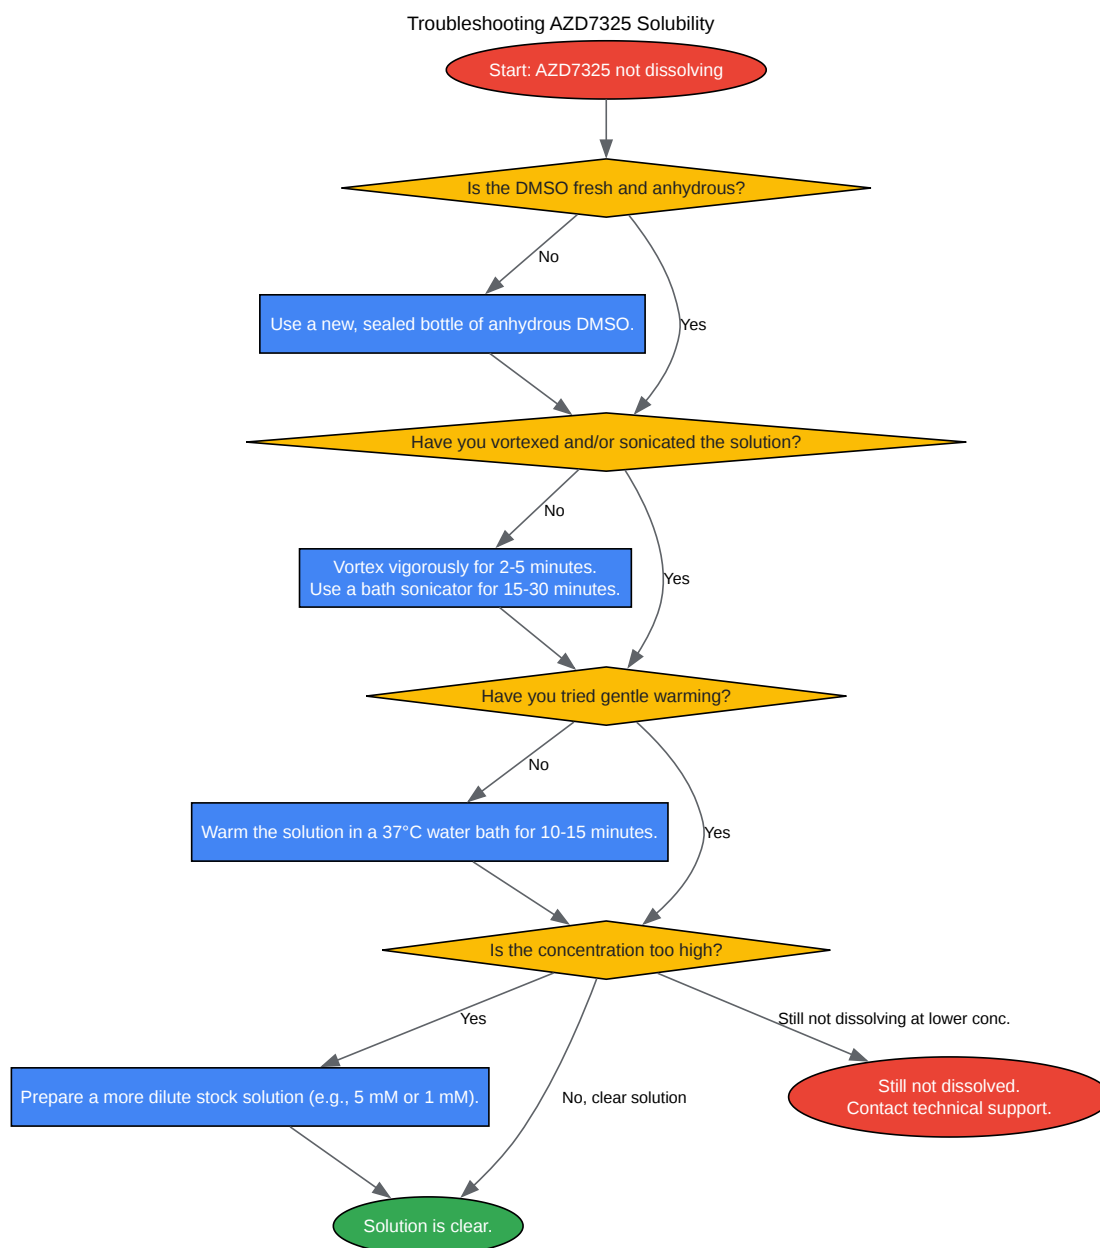 Troubleshooting AZD7325 Solubility
Start: AZD7325 not dissolving
Is the DMSO fresh and anhydrous?
No
Use a new, sealed bottle of anhydrous DMSO.
Yes
Have you vortexed and/or sonicated the solution?
No
Vortex vigorously for 2-5 minutes.
Use a bath sonicator for 15-30 minutes.
Yes
Have you tried gentle warming?
No
Warm the solution in a 37°C water bath for 10-15 minutes.
Yes
Is the concentration too high?
Yes
Still not dissolving at lower conc.
Prepare a more dilute stock solution (e.g., 5 mM or 1 mM).
No, clear solution
Still not dissolved.
Contact technical support.
Solution is clear.